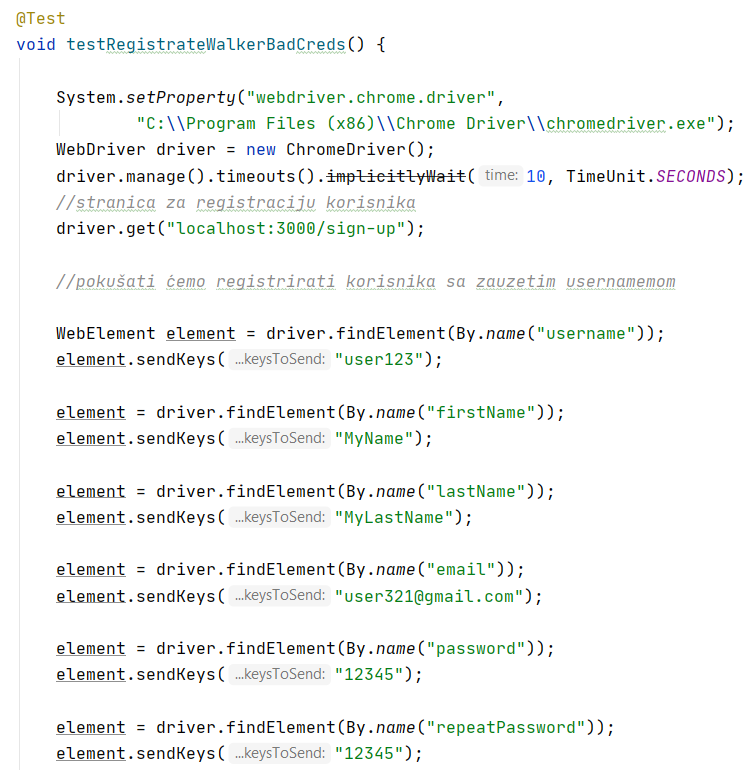 @Test
void testRegistrateWalkerBadCreds() {
System.setProperty("webdriver.chrome.driver",
"C:\\Program Files (x86)\\Chrome Driver\\chromedriver.exe");
WebDriver driver = new ChromeDriver();
driver.manage().timeouts().implicitlyWait( time: 10, TimeUnit.SECONDS);
//stranica za registraciju korisnika
driver.get("localhost:3000/sign-up");
//pokušati ćemo registrirati korisnika sa zauzetim usernamemom
WebElement element = driver.findElement(By.name("username"));
element.sendKeys( ...keysToSend: "user123");
element = driver.findElement(By.name("firstName"));
element.sendKeys( ...keysToSend: "MyName");
element = driver.findElement(By.name("lastName"));
element.sendKeys( ...keysToSend: "MyLastName");
element = driver.findElement(By.name("email"));
element.sendKeys( ...keysToSend: "user321@gmail.com");
element = driver.findElement(By.name("password"));
element.sendKeys( ...keysToSend: "12345");
element = driver.findElement(By.name("repeatPassword"));
element.sendKeys( ...keysToSend: "12345");